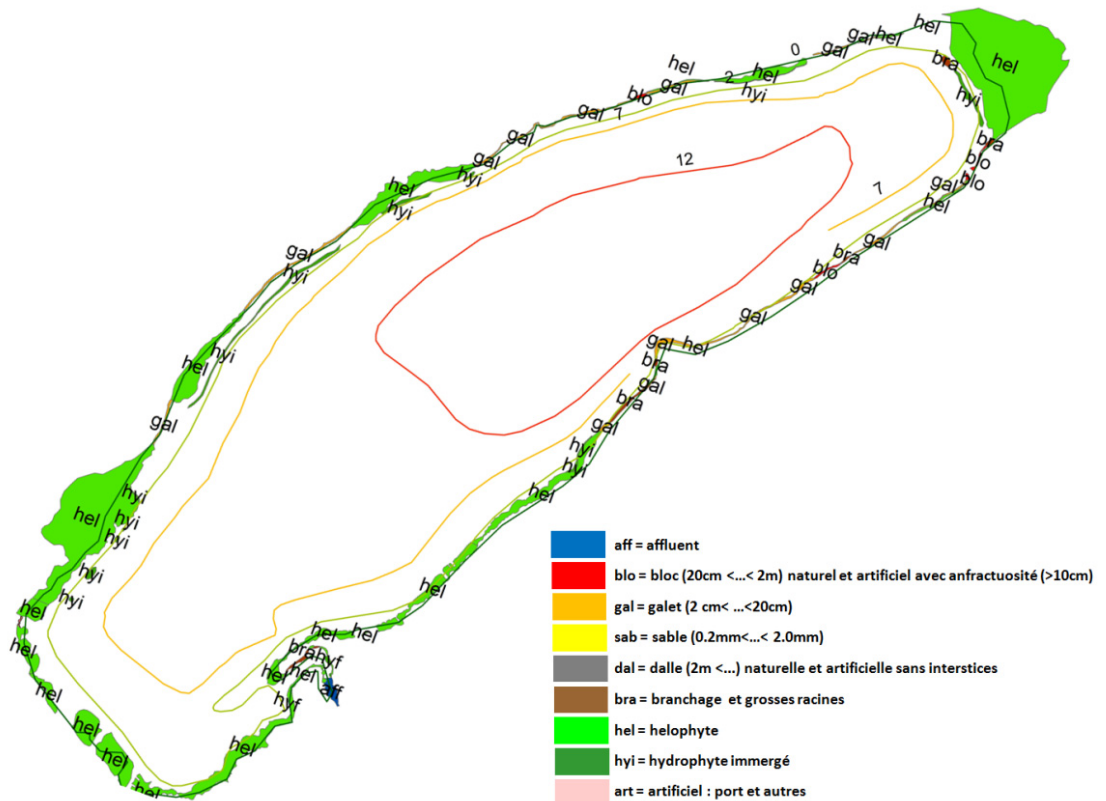 hel
gal
hel
gal
0
hel
bra
hel
hel
2
hyi
gal
blo
hyi
gal
7
gal
bra
blo
blo
gal
hel
12
7
gal
hyi
hel
hyi
gal
bra
blo
gal
gal
hyi
gal
hel
bra
gal
bra
gal
hyi
hel
gal
hyi
hyi
hel
hyi
hyi
hel
hyi
hyi
hyi
hel
hel
hel
hel
hel
bra
hyf
hel
hel
aff
hyf
hel
hel
hel
hel
hel
aff = affluent
blo = bloc (20cm <...< 2m) naturel et artificiel avec anfractuosité (>10cm)
gal = galet (2 cm< ...<20cm)
sab = sable (0.2mm<...< 2.0mm)
dal = dalle (2m <...) naturelle et artificielle sans interstices
bra = branchage et grosses racines
hel = helophyte
hyi = hydrophyte immergé
art = artificiel : port et autres